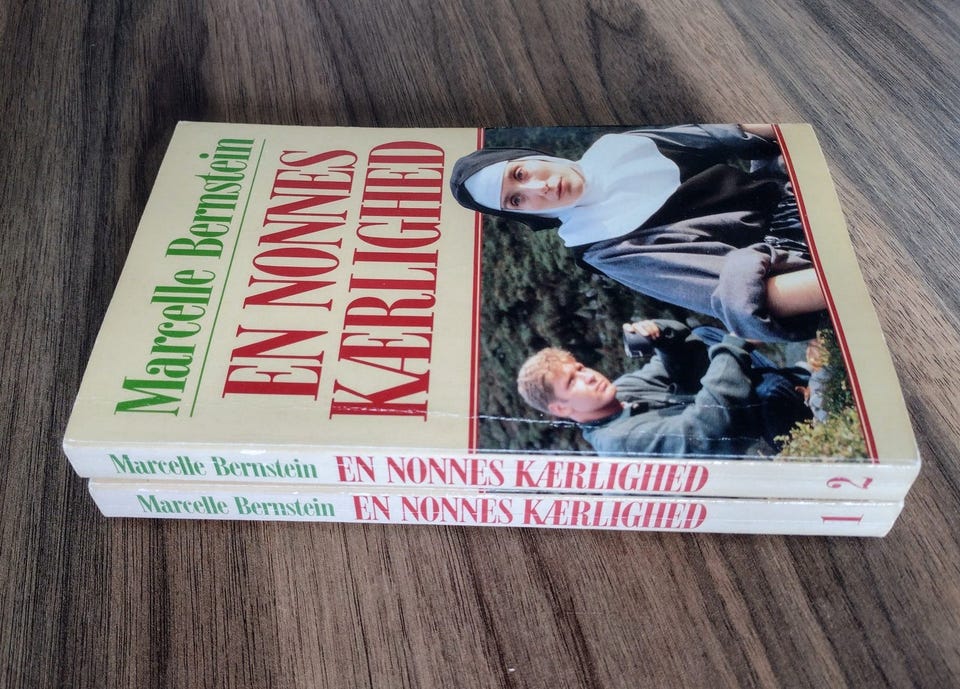 Marcelle Bernstein
EN NONNES
KÆRLIGHED
Marcelle Bernstein EN NONNES KÆRLIGHED 2
Marcelle Bernstein EN NONNES KÆRLIGHED 1